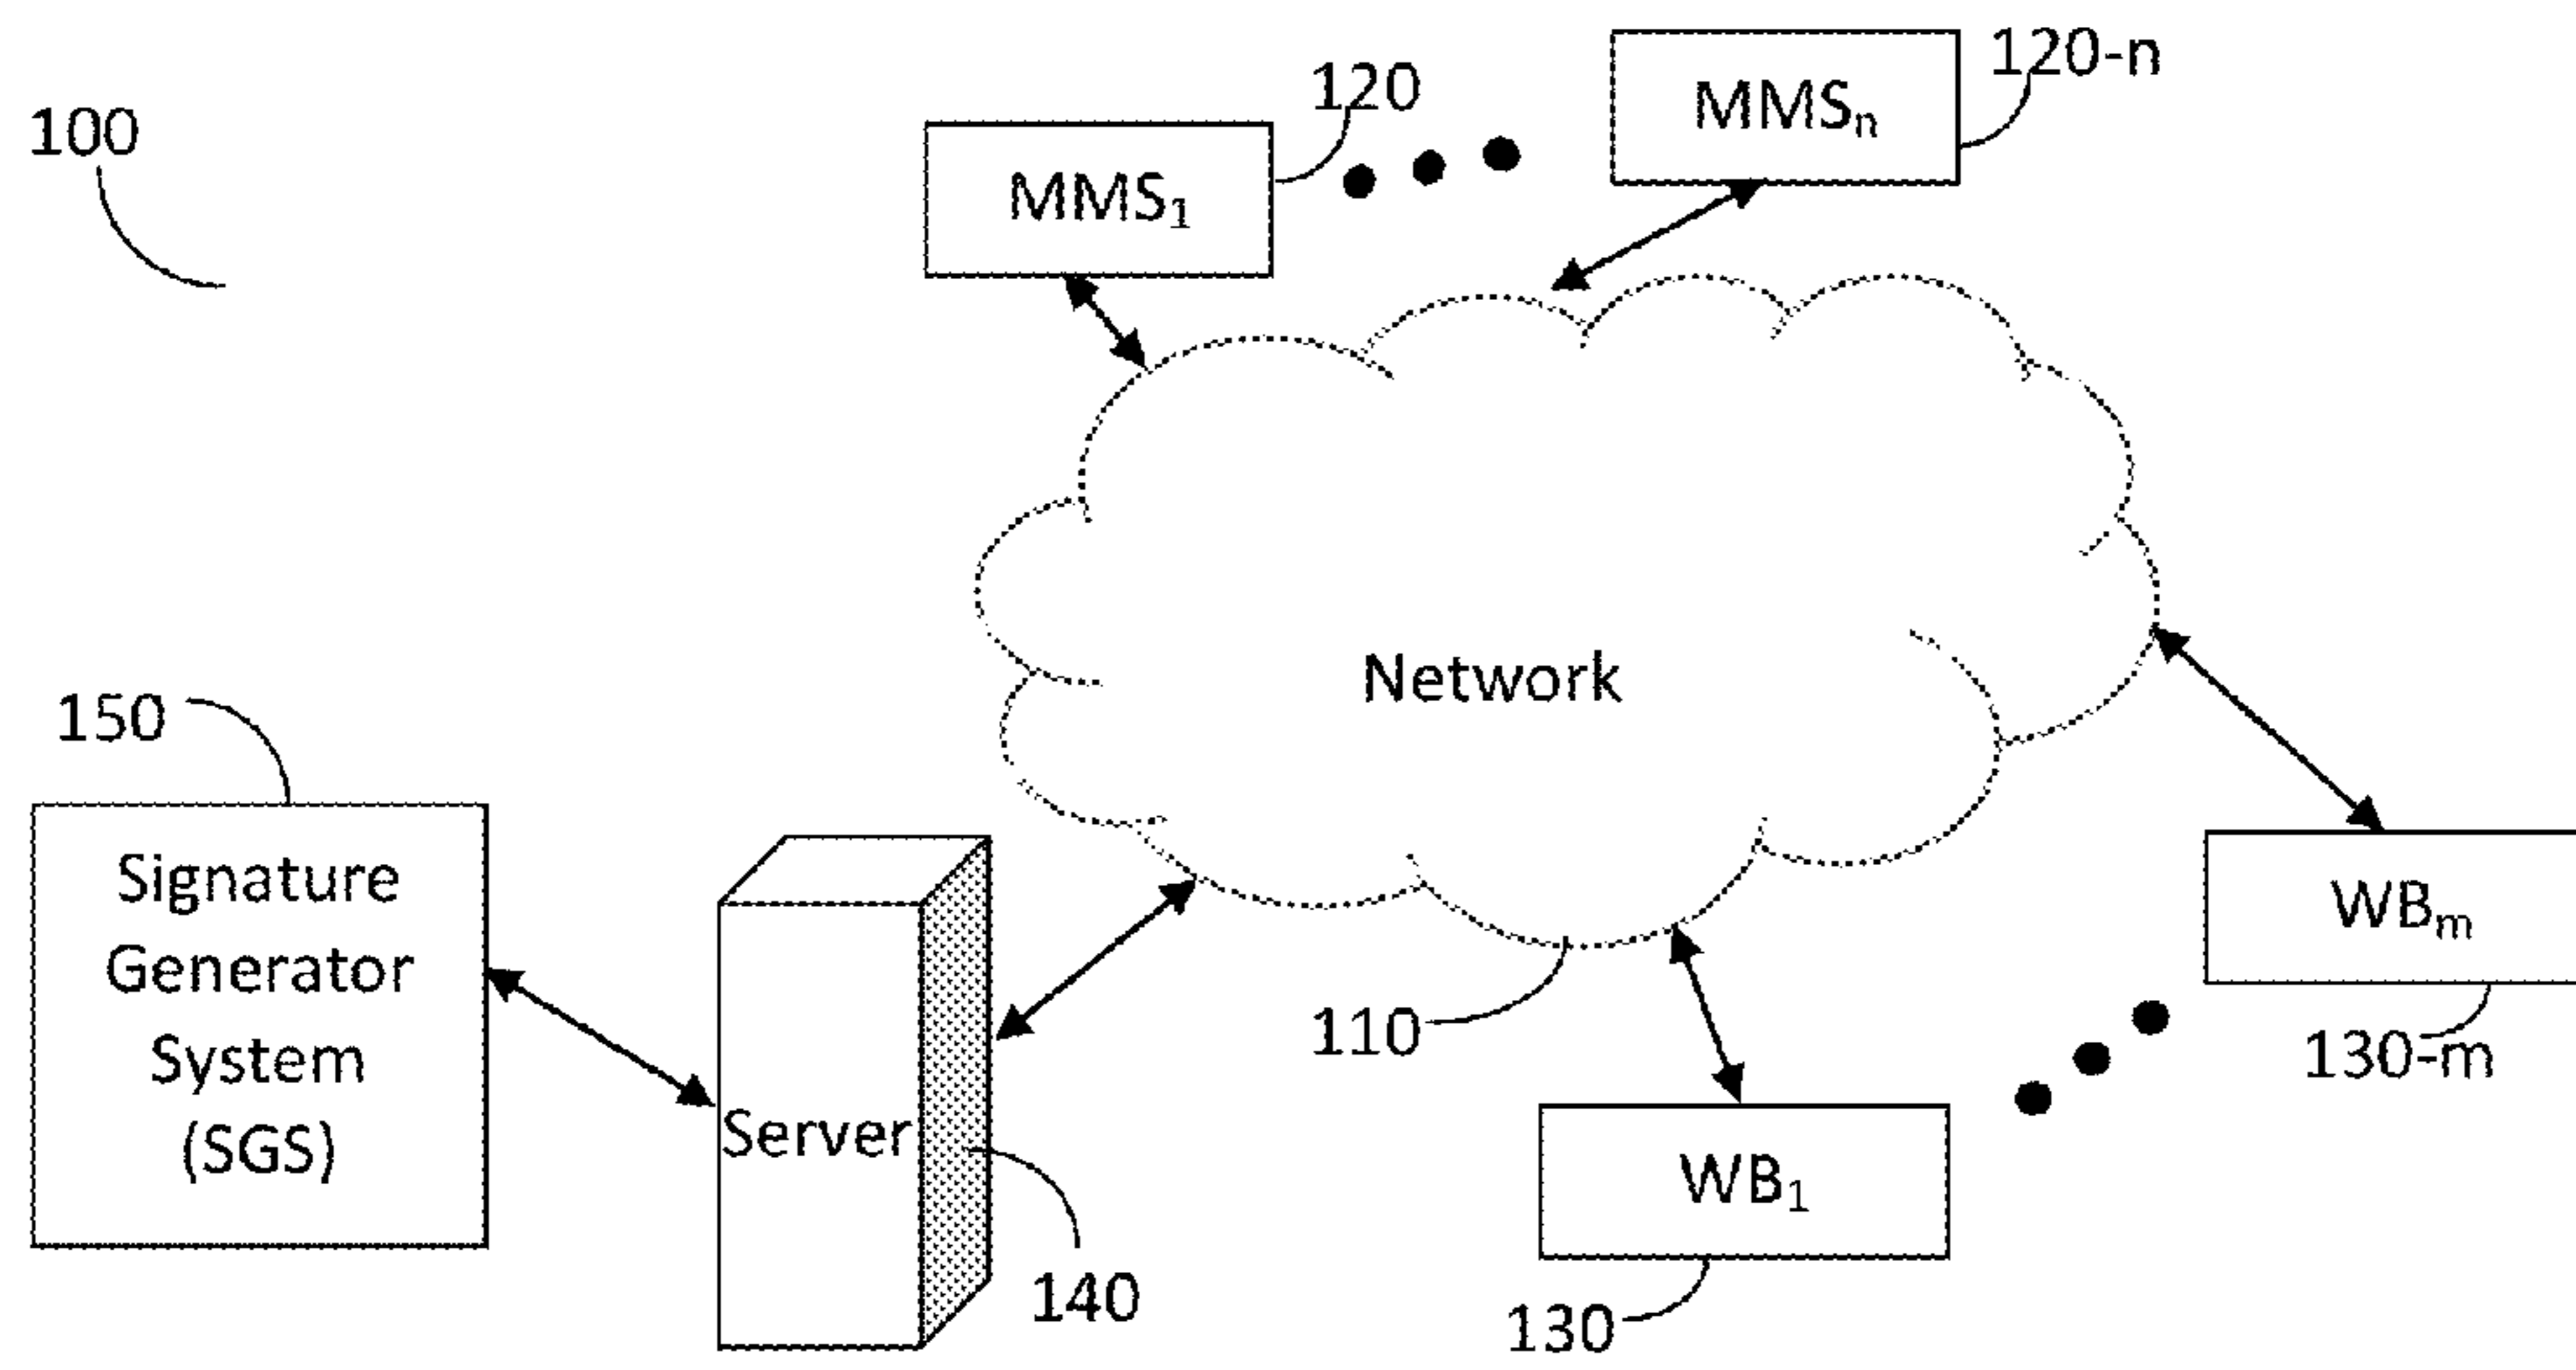 100
120
120-n
MMS₁
MMSₙ
Network
150
Signature
Generator
System
(SGS)
Server
140
110
WB₁
130
WBₘ
130-m